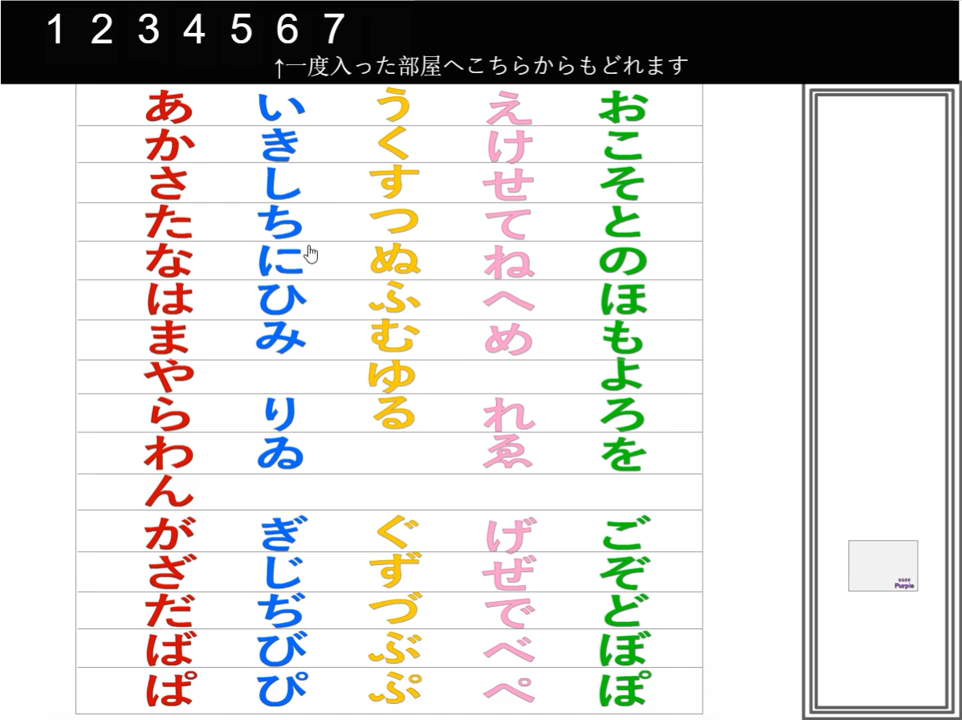 1 2 3 4 5 6 7
↑一度入った部屋へこちらからもどれます
あ い う え お
か き く け こ
さ し す せ そ
た ち つ て と
な に ぬ ね の
は ひ ふ へ ほ
ま み む め も
や ゆ よ
ら り る れ ろ
わ ゐ ゑ を
ん
が ぎ ぐ げ ご
ざ じ ず ぜ ぞ
だ ぢ づ で ど
ば び ぶ べ ぼ
ぱ ぴ ぷ ぺ ぽ
Purple